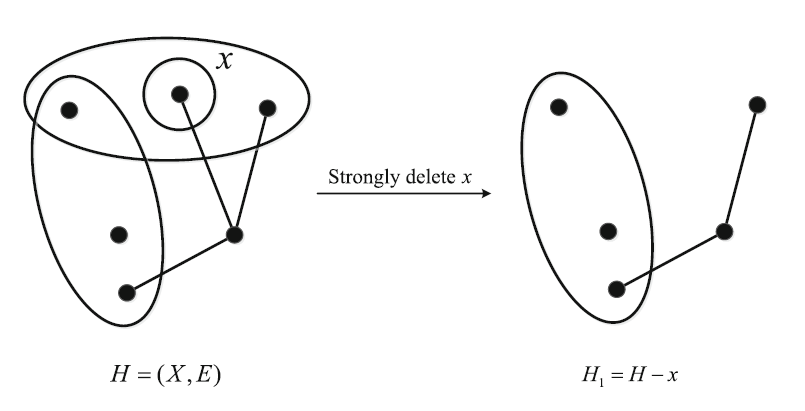 x
Strongly delete x
H = (X, E)
H₁ = H − x